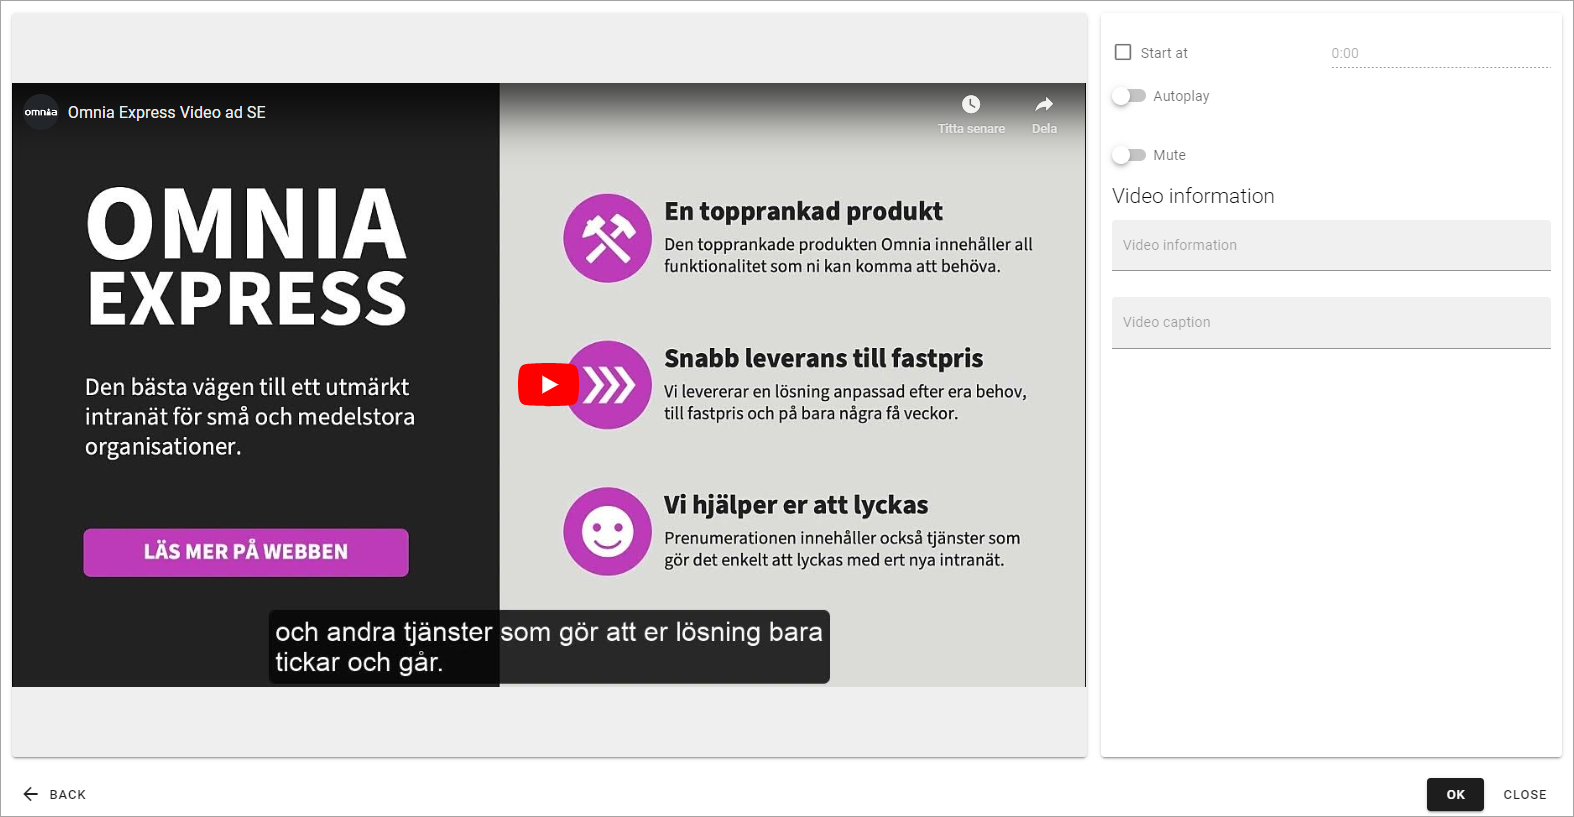 omnia
Omnia Express Video ad SE
Titta senare
Dela
OMNIA
EXPRESS
Den bästa vägen till ett utmärkt
intranät för små och medelstora
organisationer.
LÄS MER PÅ WEBBEN
En topprankad produkt
Den topprankade produkten Omnia innehåller all
funktionalitet som ni kan komma att behöva.
Snabb leverans till fastpris
Vi levererar en lösning anpassad efter era behov,
till fastpris och på bara några få veckor.
Vi hjälper er att lyckas
Prenumerationen innehåller också tjänster som
gör det enkelt att lyckas med ert nya intranät.
och andra tjänster som gör att er lösning bara
tickar och går.
Start at
0:00
Autoplay
Mute
Video information
Video information
Video caption
BACK
OK
CLOSE